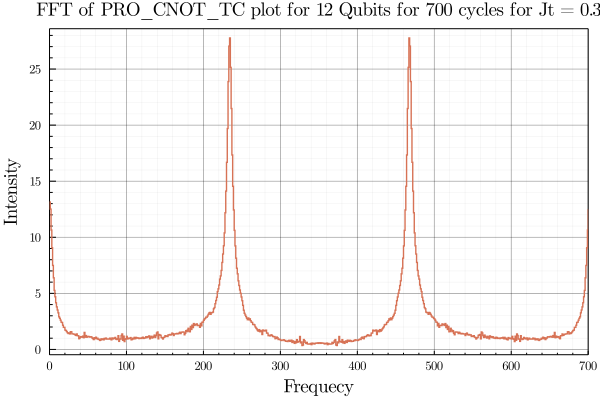 FFT of PRO_CNOT_TC plot for 12 Qubits for 700 cycles for Jt = 0.3
25
20
15
10
5
0
Intensity
0 100 200 300 400 500 600 700
Frequecy